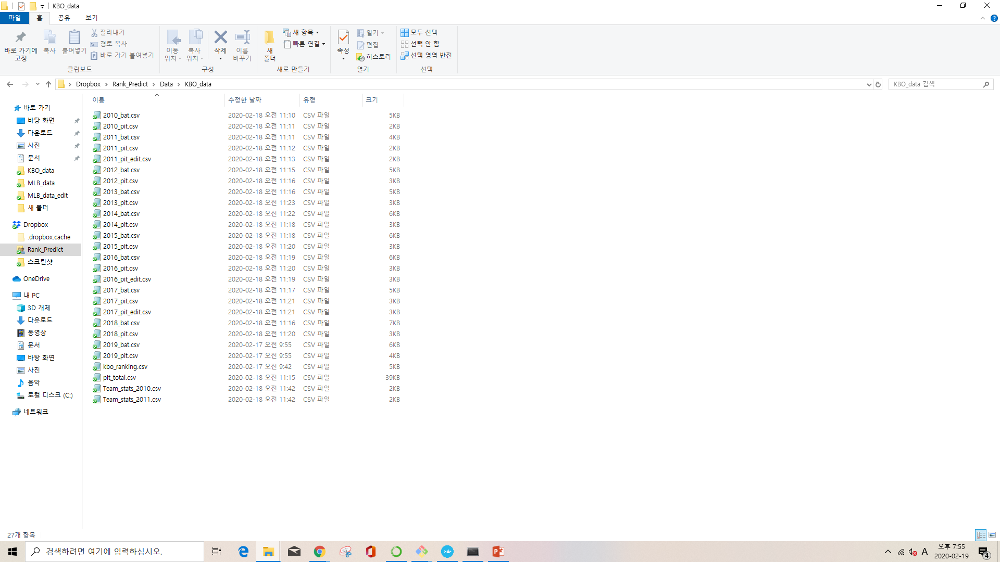 KBO_data
파일 홈 공유 보기
바로 가기에 고정
복사
붙여넣기
잘라내기
경로 복사
바로 가기 붙여넣기
클립보드
이동 위치
복사 위치
삭제
이름 바꾸기
구성
새 폴더
새 항목
빠른 연결
새로 만들기
속성
열기
편집
히스토리
열기
모두 선택
선택 안 함
선택 영역 반전
선택
Dropbox > Rank_Predict > Data > KBO_data
KBO_data 검색
바로 가기
바탕 화면
다운로드
사진
문서
KBO_data
MLB_data
MLB_data_edit
새 폴더
Dropbox
.dropbox.cache
Rank_Predict
스크린샷
OneDrive
내 PC
3D 개체
다운로드
동영상
문서
바탕 화면
사진
음악
로컬 디스크 (C:)
네트워크
이름 수정한 날짜 유형 크기
2010_bat.csv 2020-02-18 오전 11:10 CSV 파일 5KB
2010_pit.csv 2020-02-18 오전 11:11 CSV 파일 2KB
2011_bat.csv 2020-02-18 오전 11:11 CSV 파일 4KB
2011_pit.csv 2020-02-18 오전 11:12 CSV 파일 2KB
2011_pit_edit.csv 2020-02-18 오전 11:13 CSV 파일 2KB
2012_bat.csv 2020-02-18 오전 11:15 CSV 파일 5KB
2012_pit.csv 2020-02-18 오전 11:16 CSV 파일 3KB
2013_bat.csv 2020-02-18 오전 11:16 CSV 파일 5KB
2013_pit.csv 2020-02-18 오전 11:23 CSV 파일 3KB
2014_bat.csv 2020-02-18 오전 11:22 CSV 파일 6KB
2014_pit.csv 2020-02-18 오전 11:18 CSV 파일 3KB
2015_bat.csv 2020-02-18 오전 11:18 CSV 파일 6KB
2015_pit.csv 2020-02-18 오전 11:20 CSV 파일 3KB
2016_bat.csv 2020-02-18 오전 11:19 CSV 파일 6KB
2016_pit.csv 2020-02-18 오전 11:20 CSV 파일 3KB
2016_pit_edit.csv 2020-02-18 오전 11:19 CSV 파일 3KB
2017_bat.csv 2020-02-18 오전 11:17 CSV 파일 5KB
2017_pit.csv 2020-02-18 오전 11:21 CSV 파일 3KB
2017_pit_edit.csv 2020-02-18 오전 11:21 CSV 파일 3KB
2018_bat.csv 2020-02-18 오전 11:16 CSV 파일 7KB
2018_pit.csv 2020-02-18 오전 11:20 CSV 파일 3KB
2019_bat.csv 2020-02-17 오전 9:55 CSV 파일 6KB
2019_pit.csv 2020-02-17 오전 9:55 CSV 파일 4KB
kbo_ranking.csv 2020-02-17 오전 9:42 CSV 파일 5KB
pit_total.csv 2020-02-18 오전 11:15 CSV 파일 39KB
Team_stats_2010.csv 2020-02-18 오전 11:42 CSV 파일 2KB
Team_stats_2011.csv 2020-02-18 오전 11:42 CSV 파일 2KB
27개 항목
검색하려면 여기에 입력하십시오.
A
오후 7:55
2020-02-19
4